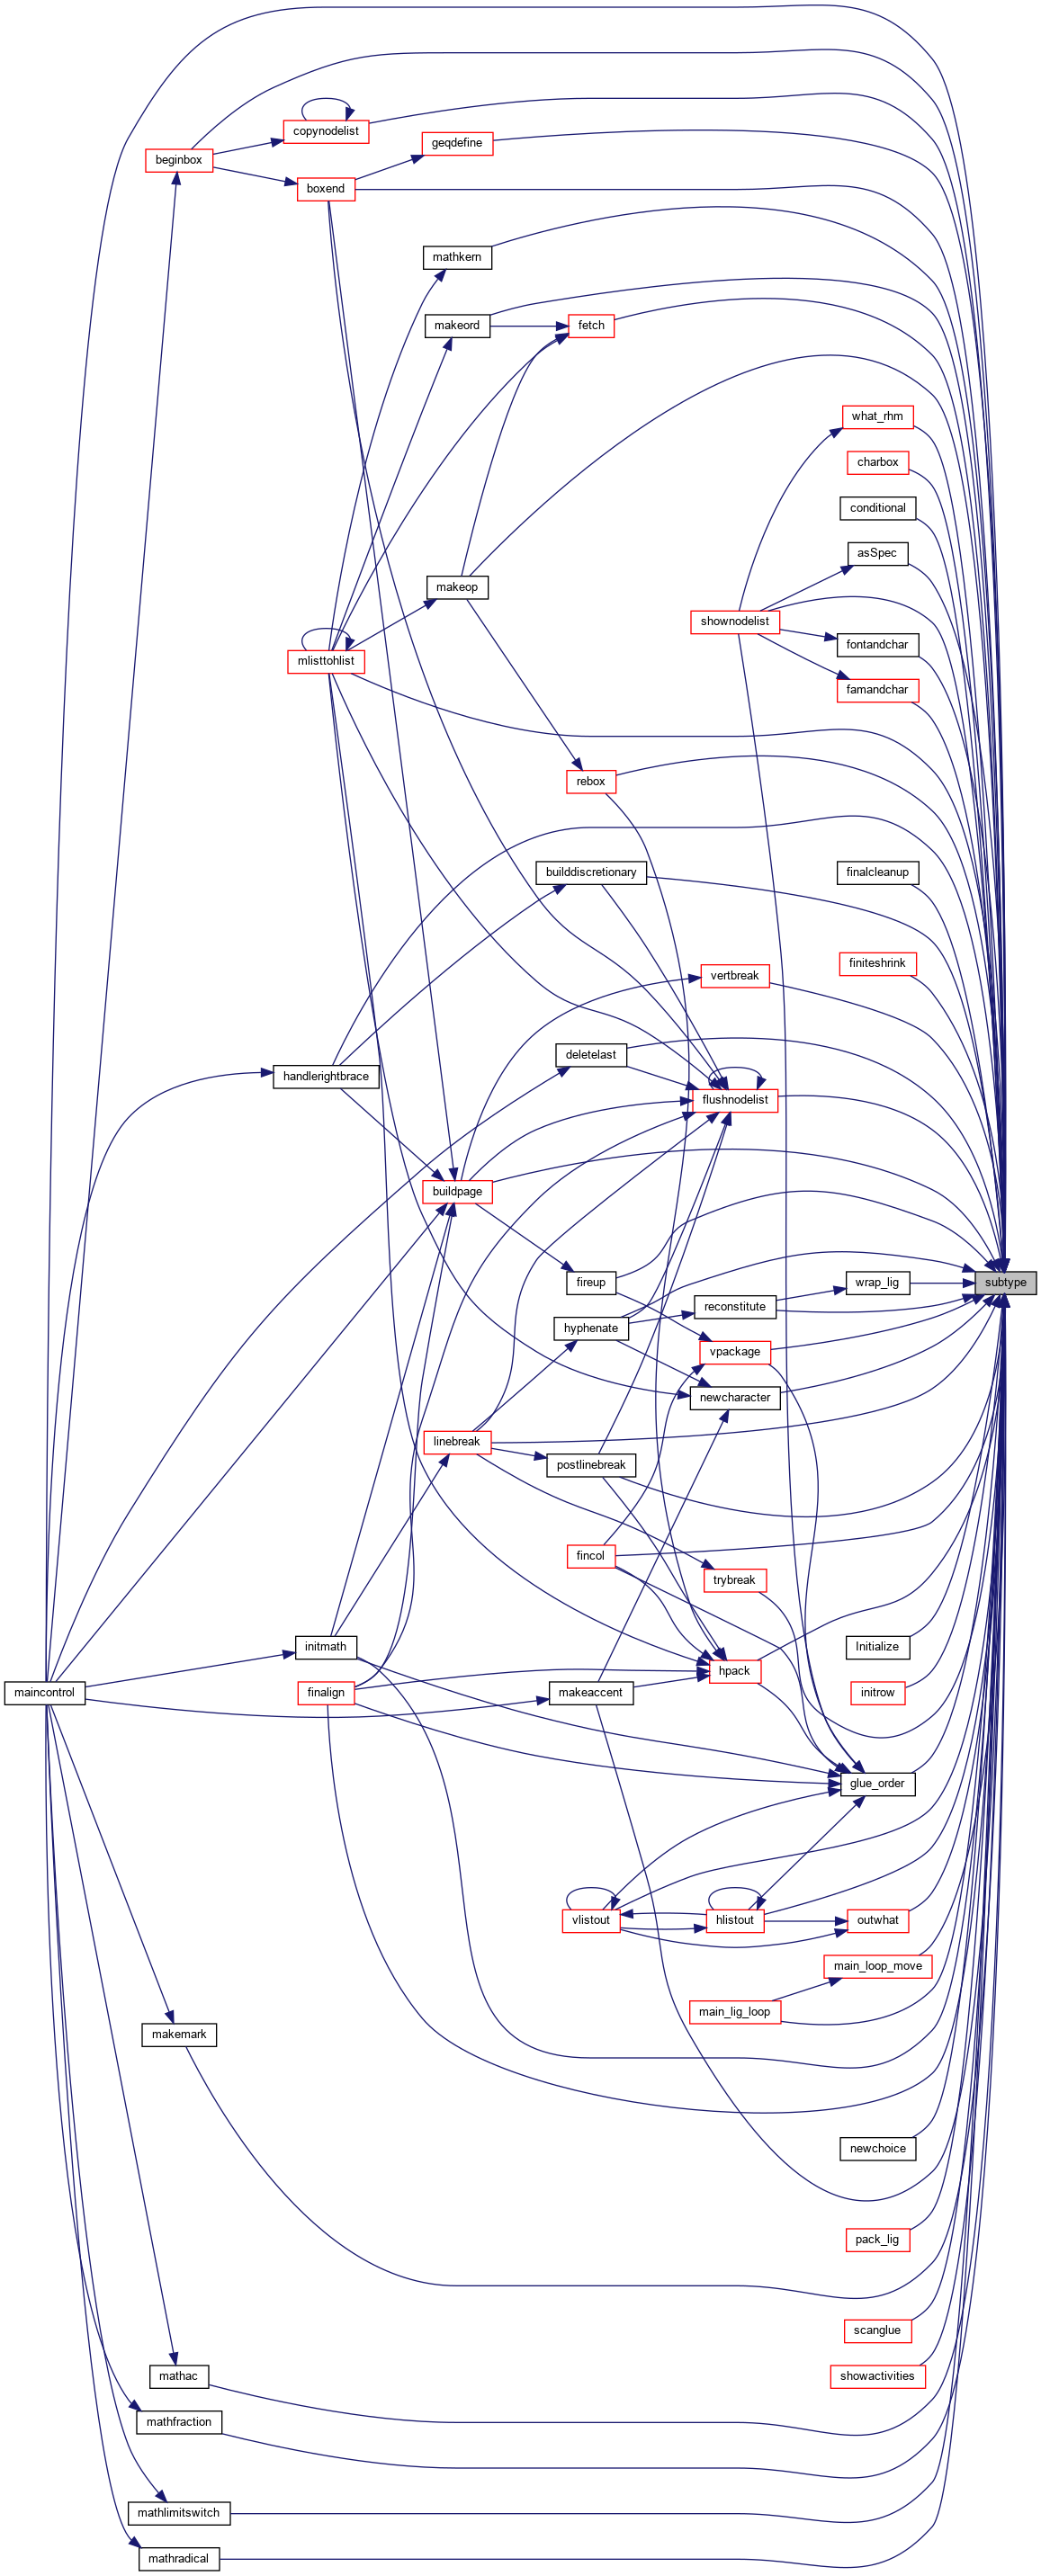 copynodelist
geqdefine
beginbox
boxend
mathkern
makeord
fetch
what_rhm
charbox
conditional
asSpec
makeop
shownodelist
fontandchar
mlisttohlist
famandchar
rebox
builddiscretionary
finalcleanup
finiteshrink
vertbreak
deletelast
handlerightbrace
flushnodelist
buildpage
fireup
wrap_lig
subtype
reconstitute
hyphenate
vpackage
newcharacter
linebreak
postlinebreak
fincol
trybreak
initmath
Initialize
hpack
maincontrol
finalign
makeaccent
initrow
glue_order
vlistout
hlistout
outwhat
main_loop_move
main_lig_loop
makemark
newchoice
pack_lig
scanglue
mathac
showactivities
mathfraction
mathlimitswitch
mathradical